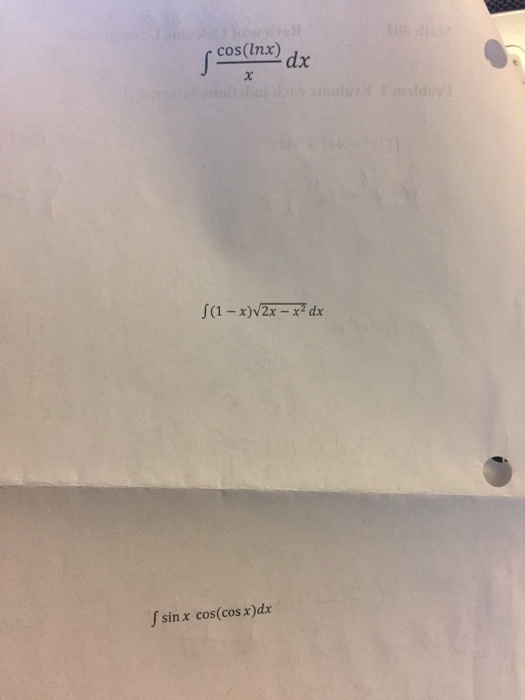 ∫ cos(lnx)/x dx
∫(1 − x)√2x − x² dx
∫ sin x cos(cos x)dx